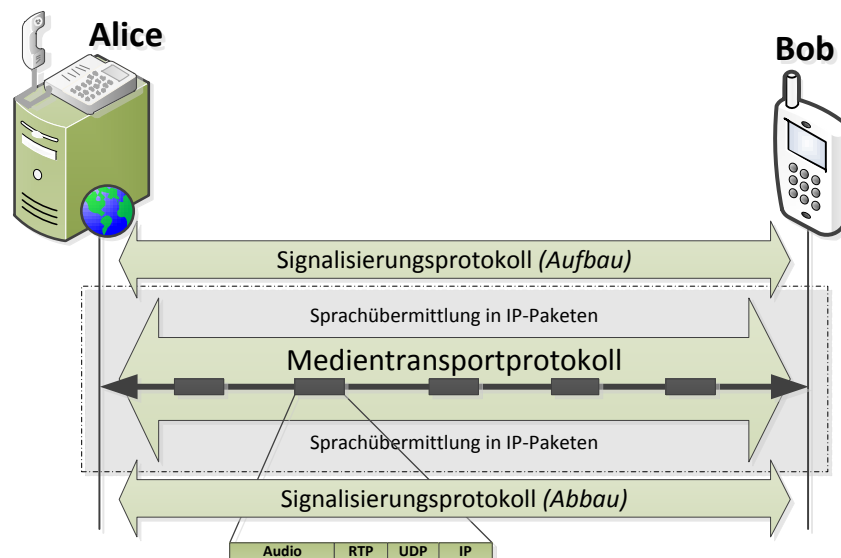 Alice
Bob
Signalisierungsprotokoll (Aufbau)
Sprachübermittlung in IP-Paketen
Medientransportprotokoll
Sprachübermittlung in IP-Paketen
Signalisierungsprotokoll (Abbau)
Audio RTP UDP IP